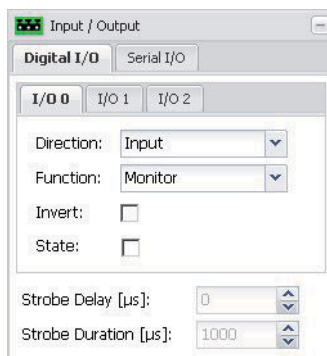 Input / Output
Digital I/O Serial I/O
I/O 0 I/O 1 I/O 2
Direction: Input
Function: Monitor
Invert:
State:
Strobe Delay [µs]: 0
Strobe Duration [µs]: 1000